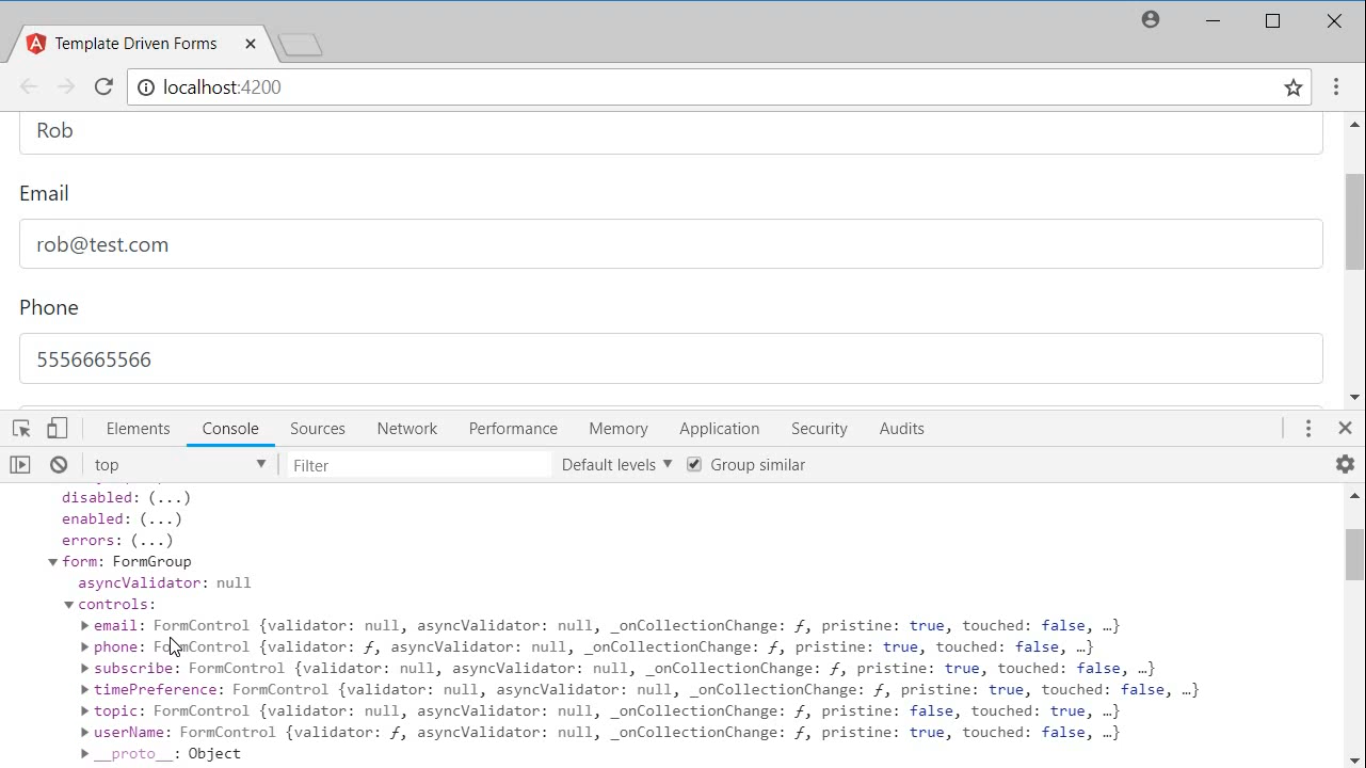 Template Driven Forms
localhost:4200
Rob
Email
rob@test.com
Phone
5556665566
Elements Console Sources Network Performance Memory Application Security Audits
top Filter Default levels Group similar
disabled: (...)
enabled: (...)
errors: (...)
form: FormGroup
asyncValidator: null
controls:
email: FormControl {validator: null, asyncValidator: null, _onCollectionChange: ƒ, pristine: true, touched: false, …}
phone: FormControl {validator: ƒ, asyncValidator: null, _onCollectionChange: ƒ, pristine: true, touched: false, …}
subscribe: FormControl {validator: null, asyncValidator: null, _onCollectionChange: ƒ, pristine: true, touched: false, …}
timePreference: FormControl {validator: null, asyncValidator: null, _onCollectionChange: ƒ, pristine: true, touched: false, …}
topic: FormControl {validator: null, asyncValidator: null, _onCollectionChange: ƒ, pristine: false, touched: true, …}
userName: FormControl {validator: ƒ, asyncValidator: null, _onCollectionChange: ƒ, pristine: true, touched: false, …}
__proto__: Object